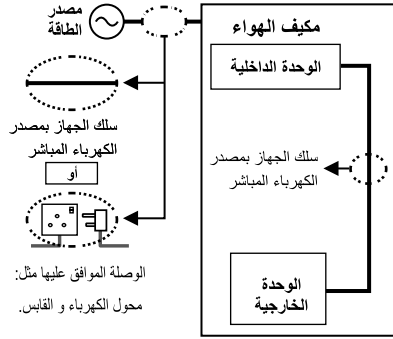 مصدر
الطاقة
مكيف الهواء
الوحدة الداخلية
سلك الجهاز بمصدر
الكهرباء المباشر
أو
سلك الجهاز بمصدر
الكهرباء المباشر
الوصلة الموافق عليها مثل:
محول الكهرباء و القابس.
الوحدة
الخارجية